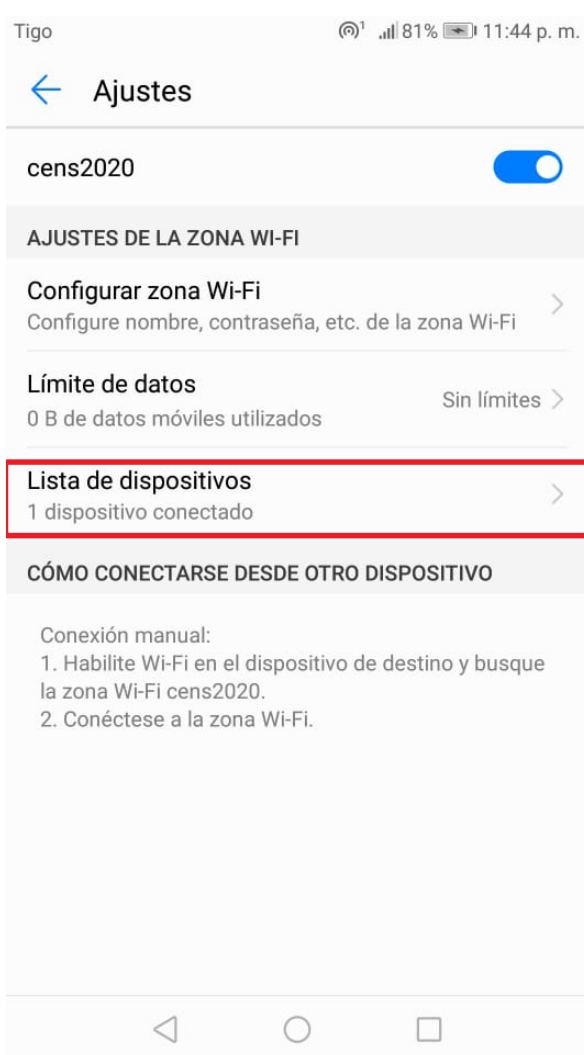 Tigo 1 81% 11:44 p. m.
Ajustes
cens2020
AJUSTES DE LA ZONA WI-FI
Configurar zona Wi-Fi
Configure nombre, contraseña, etc. de la zona Wi-Fi
Límite de datos
0 B de datos móviles utilizados
Sin límites
Lista de dispositivos
1 dispositivo conectado
CÓMO CONECTARSE DESDE OTRO DISPOSITIVO
Conexión manual:
1. Habilite Wi-Fi en el dispositivo de destino y busque
la zona Wi-Fi cens2020.
2. Conéctese a la zona Wi-Fi.